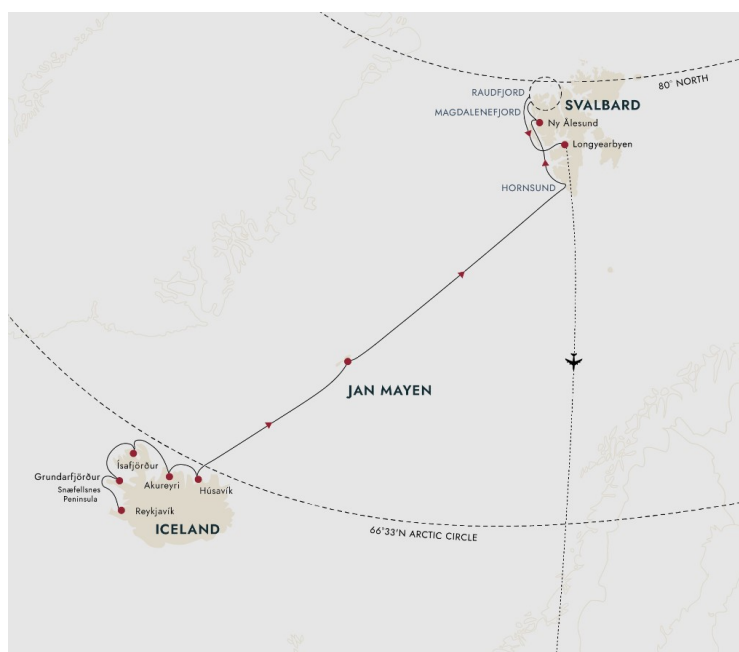 80° NORTH
RAUDFJORD
SVALBARD
MAGDALENEFJORD
Ny Ålesund
Longyearbyen
HORNSUND
JAN MAYEN
Ísafjörður
Grundarfjörður
Akureyri
Snæfellsnes
Peninsula
Húsavík
Reykjavík
ICELAND
66°33'N ARCTIC CIRCLE